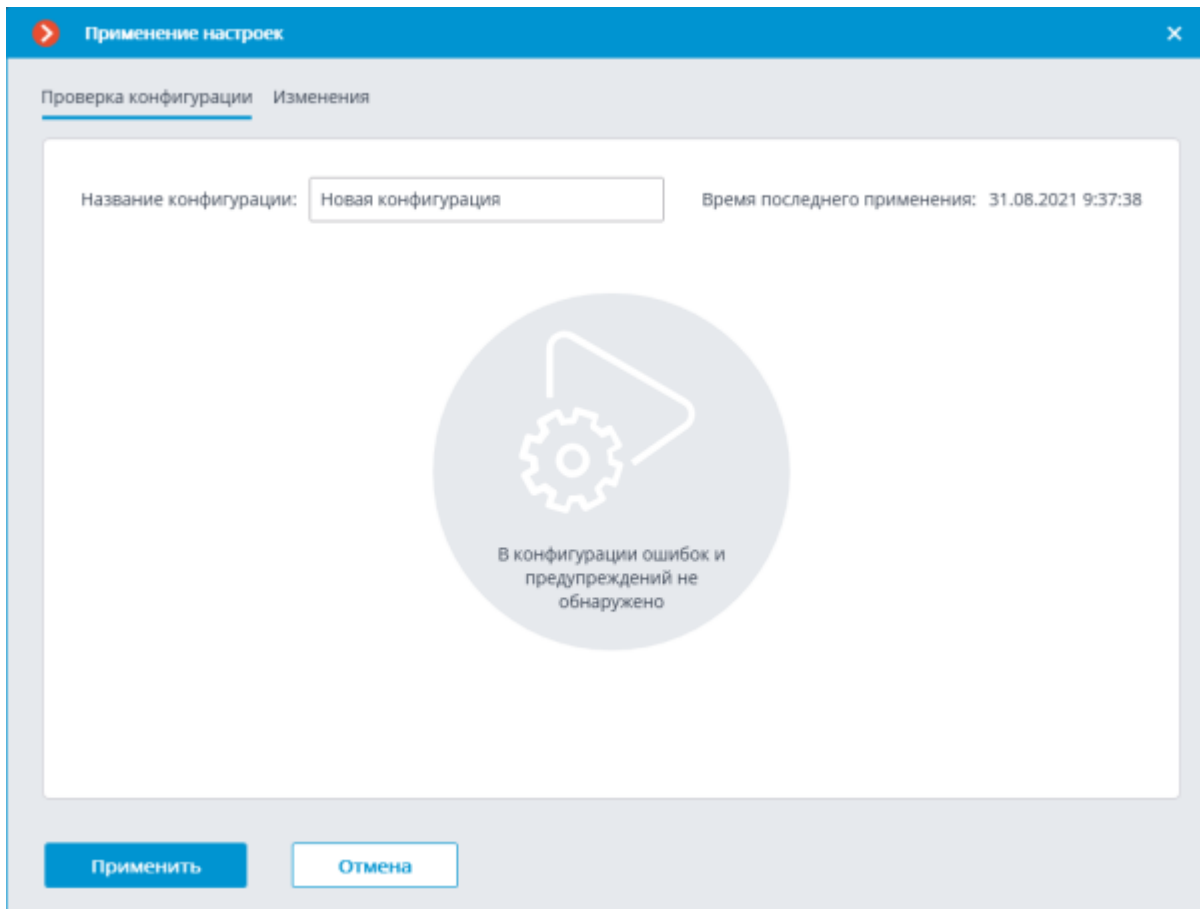 Применение настроек
Проверка конфигурации Изменения
Название конфигурации: Новая конфигурация Время последнего применения: 31.08.2021 9:37:38
В конфигурации ошибок и
предупреждений не
обнаружено
Применить Отмена